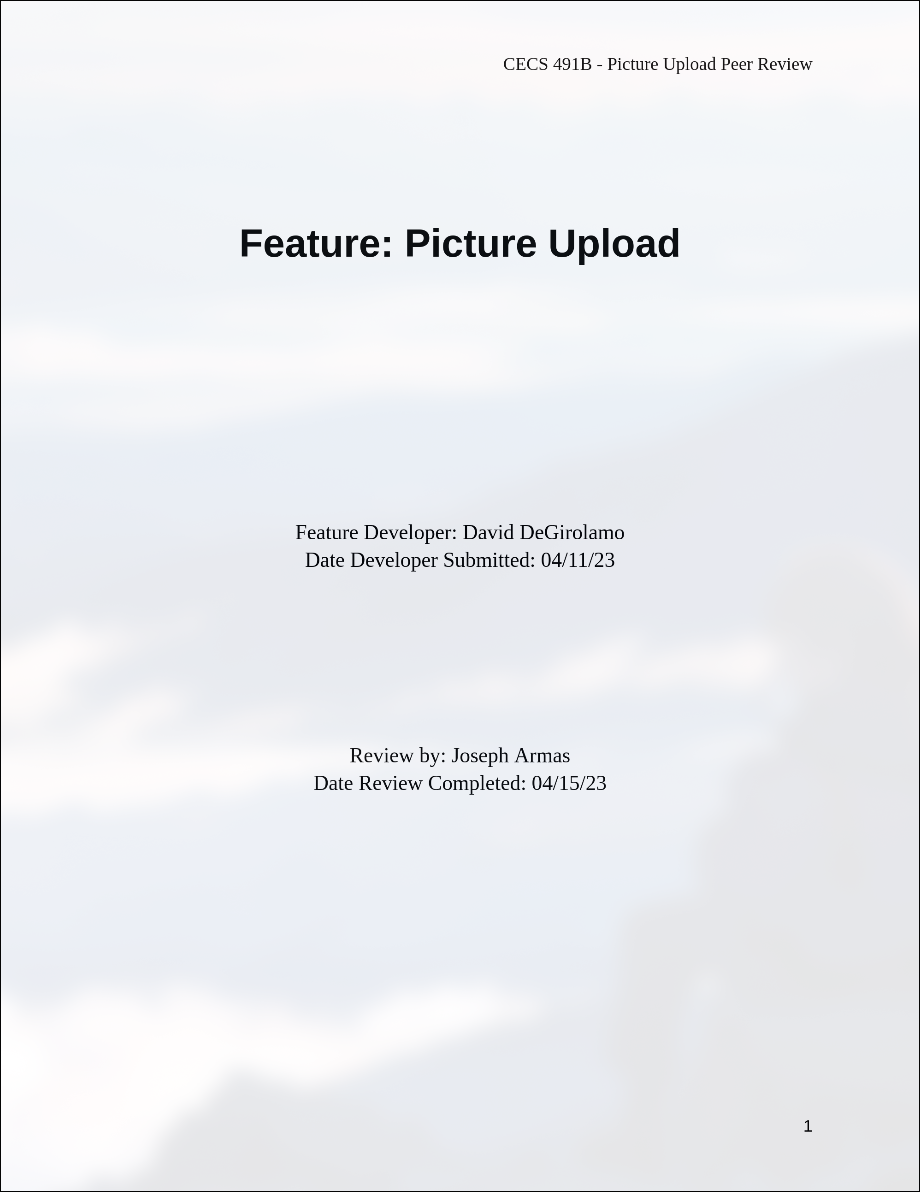 CECS 491B - Picture Upload Peer Review
Feature: Picture Upload
Feature Developer: David DeGirolamo
Date Developer Submitted: 04/11/23
Review by: Joseph Armas
Date Review Completed: 04/15/23
1